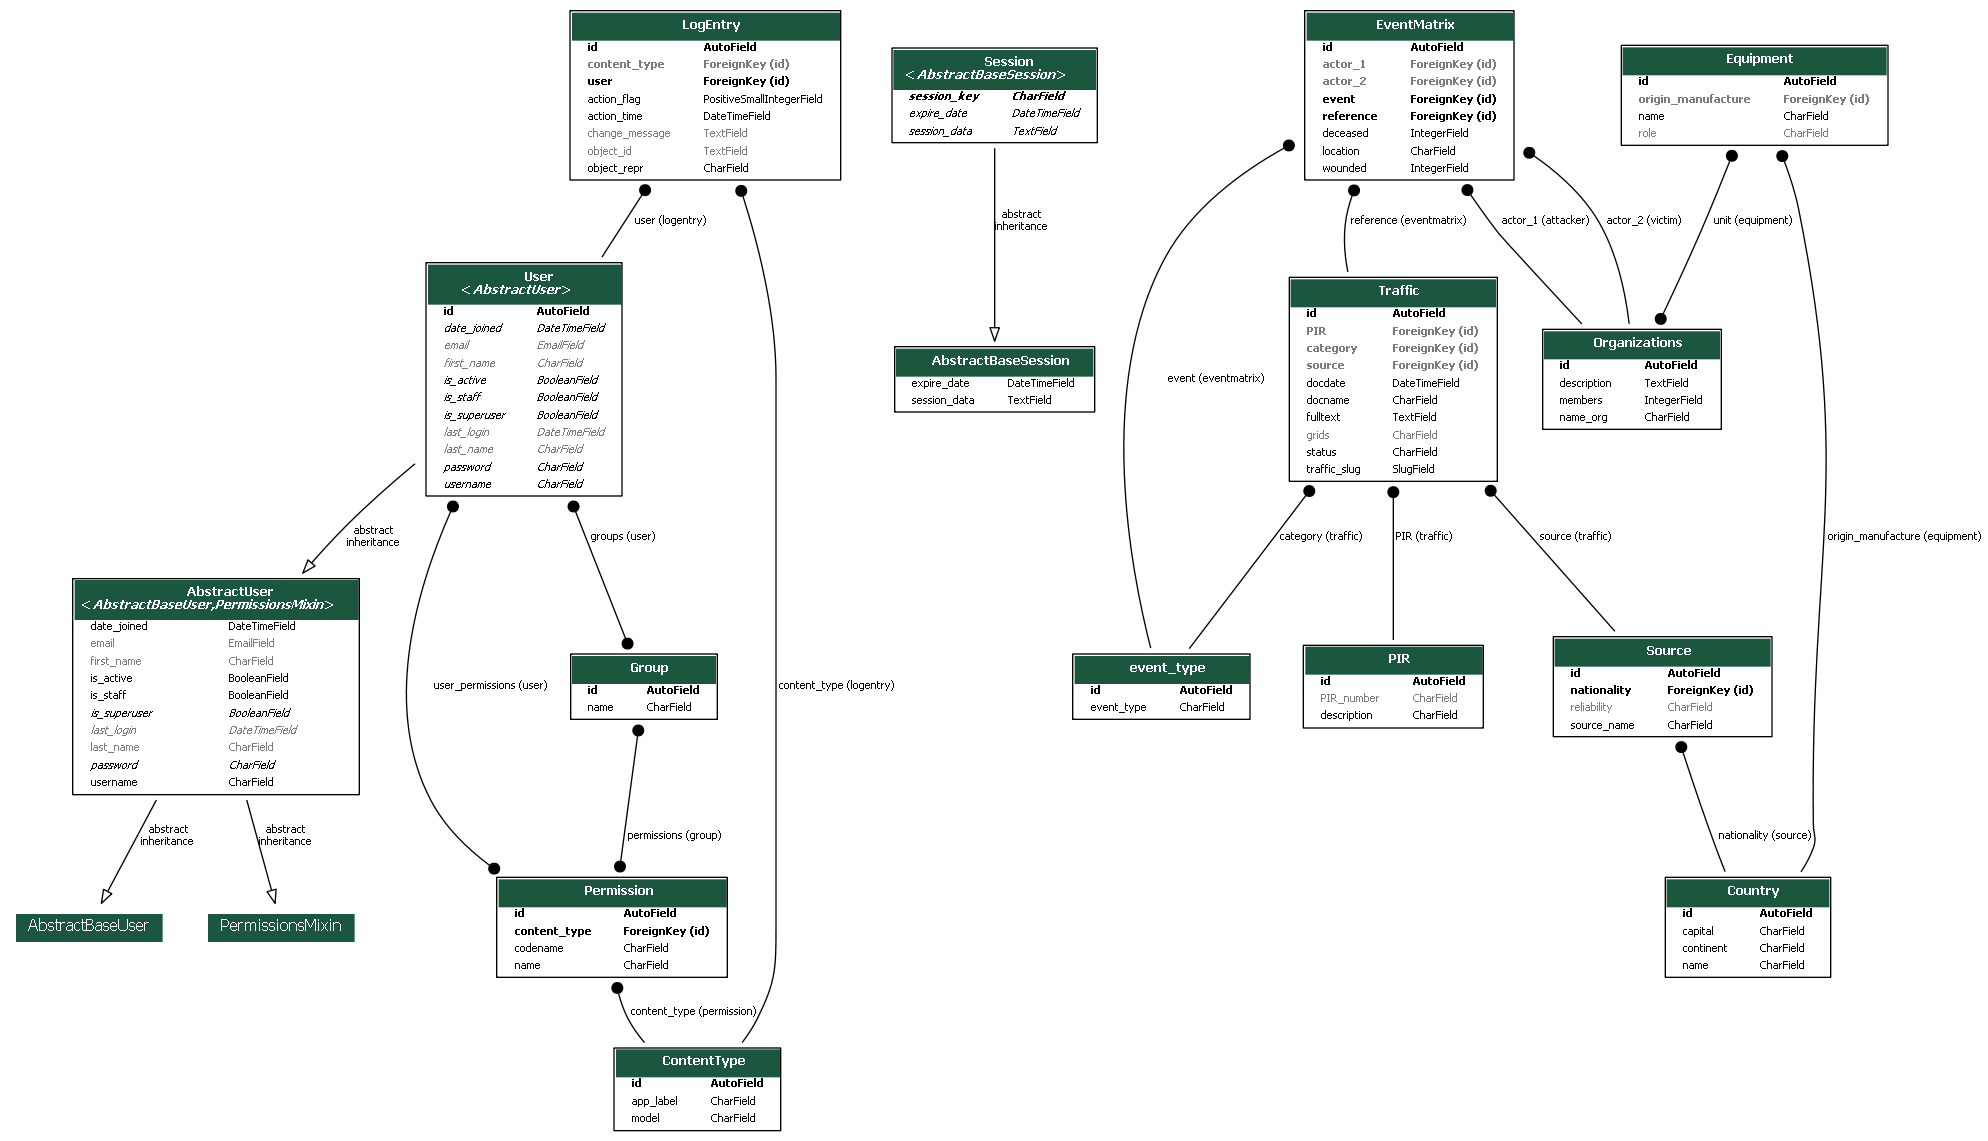 LogEntry
id AutoField
content_type ForeignKey (id)
user ForeignKey (id)
action_flag PositiveSmallIntegerField
action_time DateTimeField
change_message TextField
object_id TextField
object_repr CharField
Session
<AbstractBaseSession>
session_key CharField
expire_date DateTimeField
session_data TextField
EventMatrix
id AutoField
actor_1 ForeignKey (id)
actor_2 ForeignKey (id)
event ForeignKey (id)
reference ForeignKey (id)
deceased IntegerField
location CharField
wounded IntegerField
Equipment
id AutoField
origin_manufacture ForeignKey (id)
name CharField
role CharField
user (logentry)
abstract
inheritance
reference (eventmatrix)
actor_1 (attacker)
actor_2 (victim)
unit (equipment)
User
<AbstractUser>
id AutoField
date_joined DateTimeField
email EmailField
first_name CharField
is_active BooleanField
is_staff BooleanField
is_superuser BooleanField
last_login DateTimeField
last_name CharField
password CharField
username CharField
AbstractBaseSession
expire_date DateTimeField
session_data TextField
event (eventmatrix)
Traffic
id AutoField
PIR ForeignKey (id)
category ForeignKey (id)
source ForeignKey (id)
docdate DateTimeField
docname CharField
fulltext TextField
grids CharField
status CharField
traffic_slug SlugField
Organizations
id AutoField
description TextField
members IntegerField
name_org CharField
abstract
inheritance
groups (user)
category (traffic)
PIR (traffic)
source (traffic)
origin_manufacture (equipment)
AbstractUser
<AbstractBaseUser,PermissionsMixin>
date_joined DateTimeField
email EmailField
first_name CharField
is_active BooleanField
is_staff BooleanField
is_superuser BooleanField
last_login DateTimeField
last_name CharField
password CharField
username CharField
user_permissions (user)
Group
id AutoField
name CharField
content_type (logentry)
event_type
id AutoField
event_type CharField
PIR
id AutoField
PIR_number CharField
description CharField
Source
id AutoField
nationality ForeignKey (id)
reliability CharField
source_name CharField
abstract
inheritance
abstract
inheritance
permissions (group)
nationality (source)
AbstractBaseUser
PermissionsMixin
Permission
id AutoField
content_type ForeignKey (id)
codename CharField
name CharField
Country
id AutoField
capital CharField
continent CharField
name CharField
content_type (permission)
ContentType
id AutoField
app_label CharField
model CharField